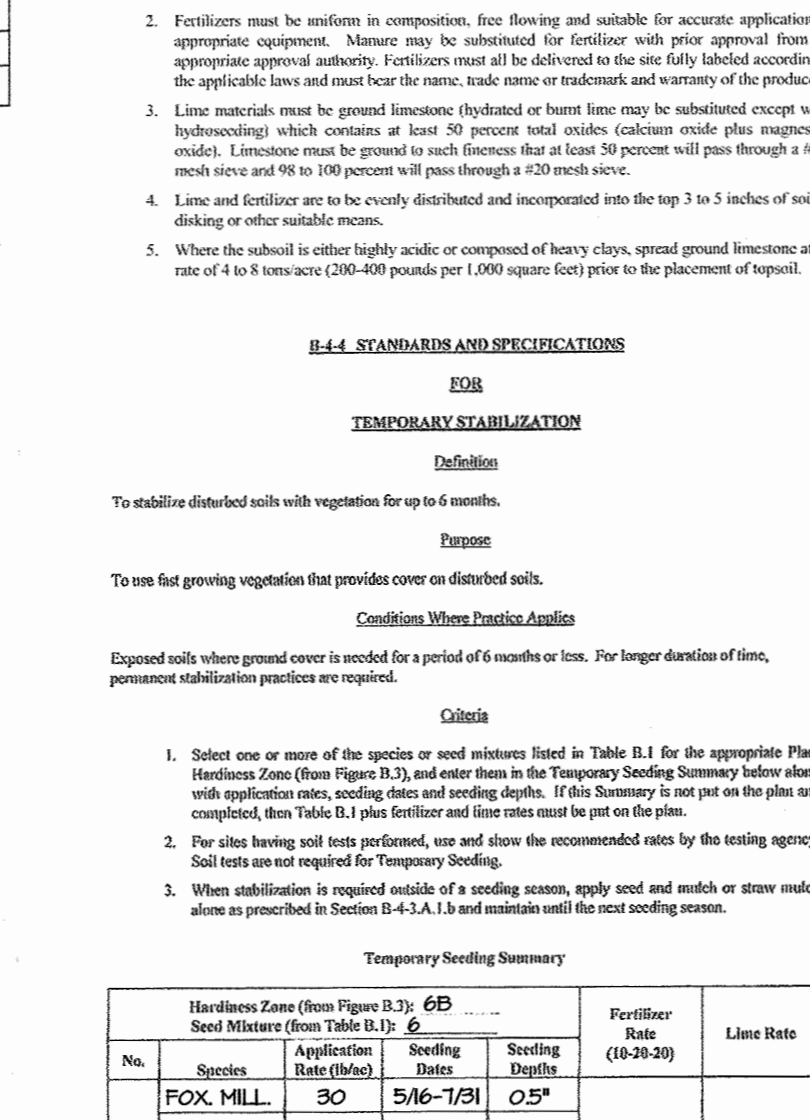 2. Fertilizers must be uniform in composition, free flowing and suitable for accurate application
appropriate equipment. Manure may be substituted for fertilizer with prior approval from
appropriate approval authority. Fertilizers must all be delivered to the site fully labeled accordin
the applicable laws and must bear the name, trade name or trademark and warranty of the produce
3. Lime materials must be ground limestone (hydrated or burnt lime may be substituted except w
hydroseeding) which contains at least 50 percent total oxides (calcium oxide plus magnes
oxide). Limestone must be ground to such fineness that at least 50 percent will pass through a #
mesh sieve and 98 to 100 percent will pass through a #20 mesh sieve.
4. Lime and fertilizer are to be evenly distributed and incorporated into the top 3 to 5 inches of soi
disking or other suitable means.
5. Where the subsoil is either highly acidic or composed of heavy clays, spread ground limestone at
rate of 4 to 8 tons/acre (200-400 pounds per 1,000 square feet) prior to the placement of topsoil.
B-4-4 STANDARDS AND SPECIFICATIONS
FOR
TEMPORARY STABILIZATION
Definition
To stabilize disturbed soils with vegetation for up to 6 months.
Purpose
To use fast growing vegetation that provides cover on disturbed soils.
Conditions Where Practice Applies
Exposed soils where ground cover is needed for a period of 6 months or less. For longer duration of time,
permanent stabilization practices are required.
Criteria
1. Select one or more of the species or seed mixtures listed in Table B.1 for the appropriate Plan
Hardiness Zone (from Figure B.3), and enter them in the Temporary Seeding Summary below alon
with application rates, seeding dates and seeding depths. If this Summary is not put on the plan an
completed, then Table B.1 plus fertilizer and lime rates must be put on the plan.
2. For sites having soil tests performed, use and show the recommended rates by the testing agency
Soil tests are not required for Temporary Seeding.
3. When stabilization is required outside of a seeding season, apply seed and mulch or straw mulc
alone as prescribed in Section B-4-3.A.1.b and maintain until the next seeding season.
Temporary Seeding Summary
Hardiness Zone (from Figure B.3): 6B
Seed Mixture (from Table B.1): 6
Fertilizer
Rate
(10-20-20)
Lime Rate
No.
Species
Application
Rate (lb/ac)
Seeding
Dates
Seeding
Depths
FOX. MILL. 30 5/16-7/31 0.5"